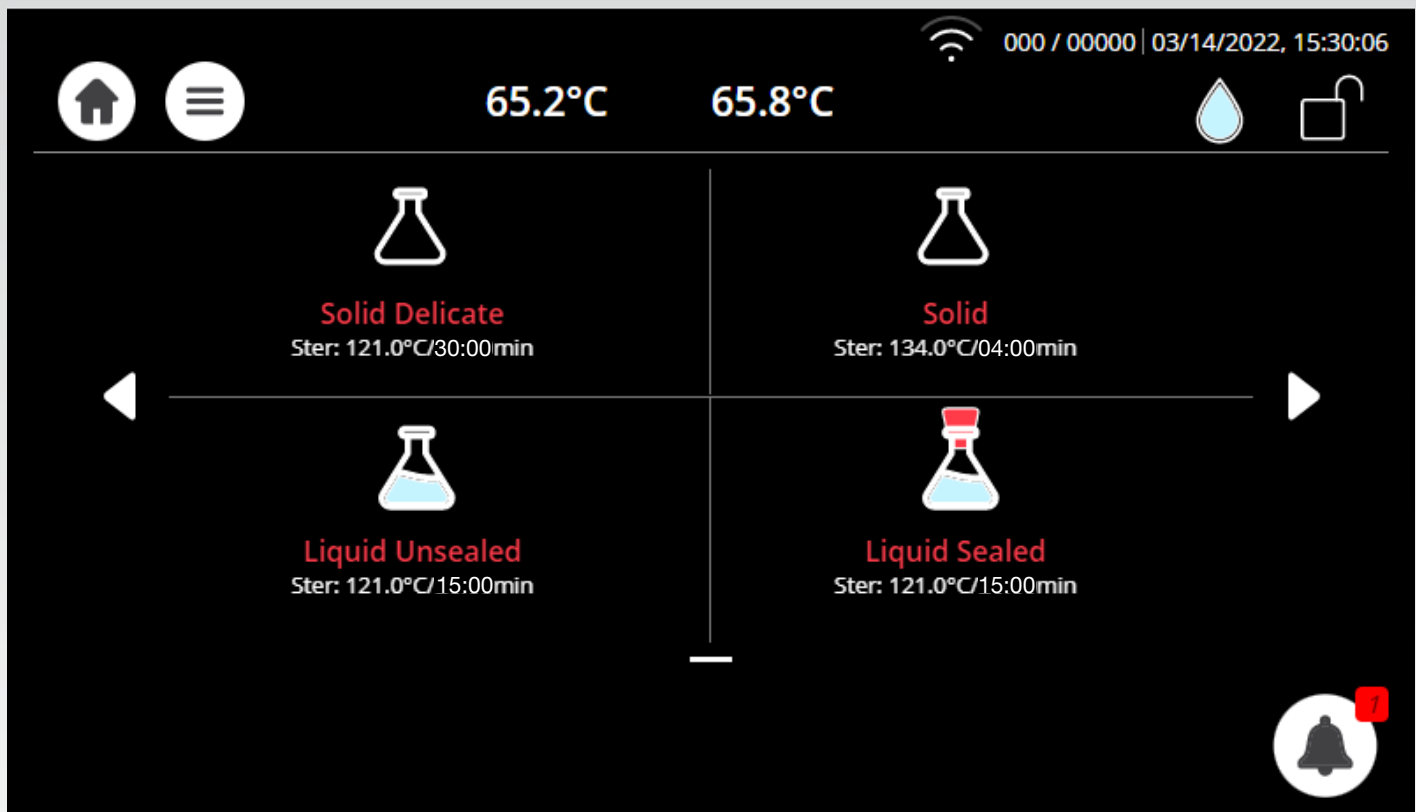 000 / 00000 | 03/14/2022, 15:30:06
65.2°C 65.8°C
Solid Delicate
Ster: 121.0°C/30:00min
Solid
Ster: 134.0°C/04:00min
Liquid Unsealed
Ster: 121.0°C/15:00min
Liquid Sealed
Ster: 121.0°C/15:00min
1